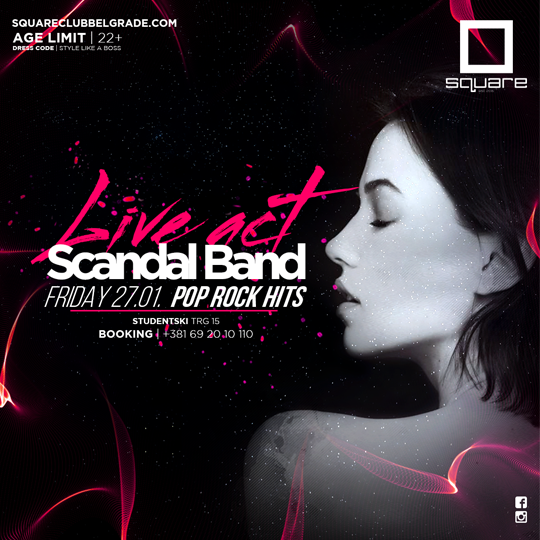 SQUARECLUBBELGRADE.COM
AGE LIMIT | 22+
DRESS CODE | STYLE LIKE A BOSS
square
Live act
Scandal Band
FRIDAY 27.01. POP ROCK HITS
STUDENTSKI TRG 15
BOOKING | +381 69 20 10 110